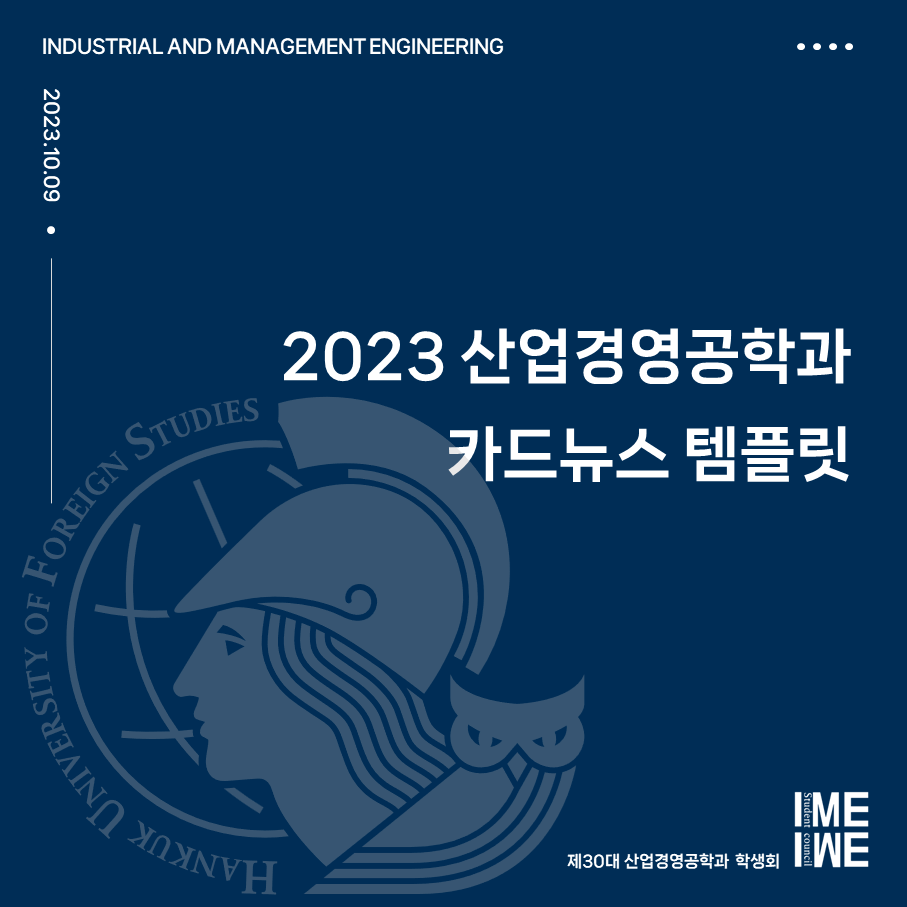 INDUSTRIAL AND MANAGEMENT ENGINEERING
2023.10.09
2023 산업경영공학과
카드뉴스 템플릿
HANKUK UNIVERSITY OF FOREIGN STUDIES
제30대 산업경영공학과 학생회
IME
Student council
IME